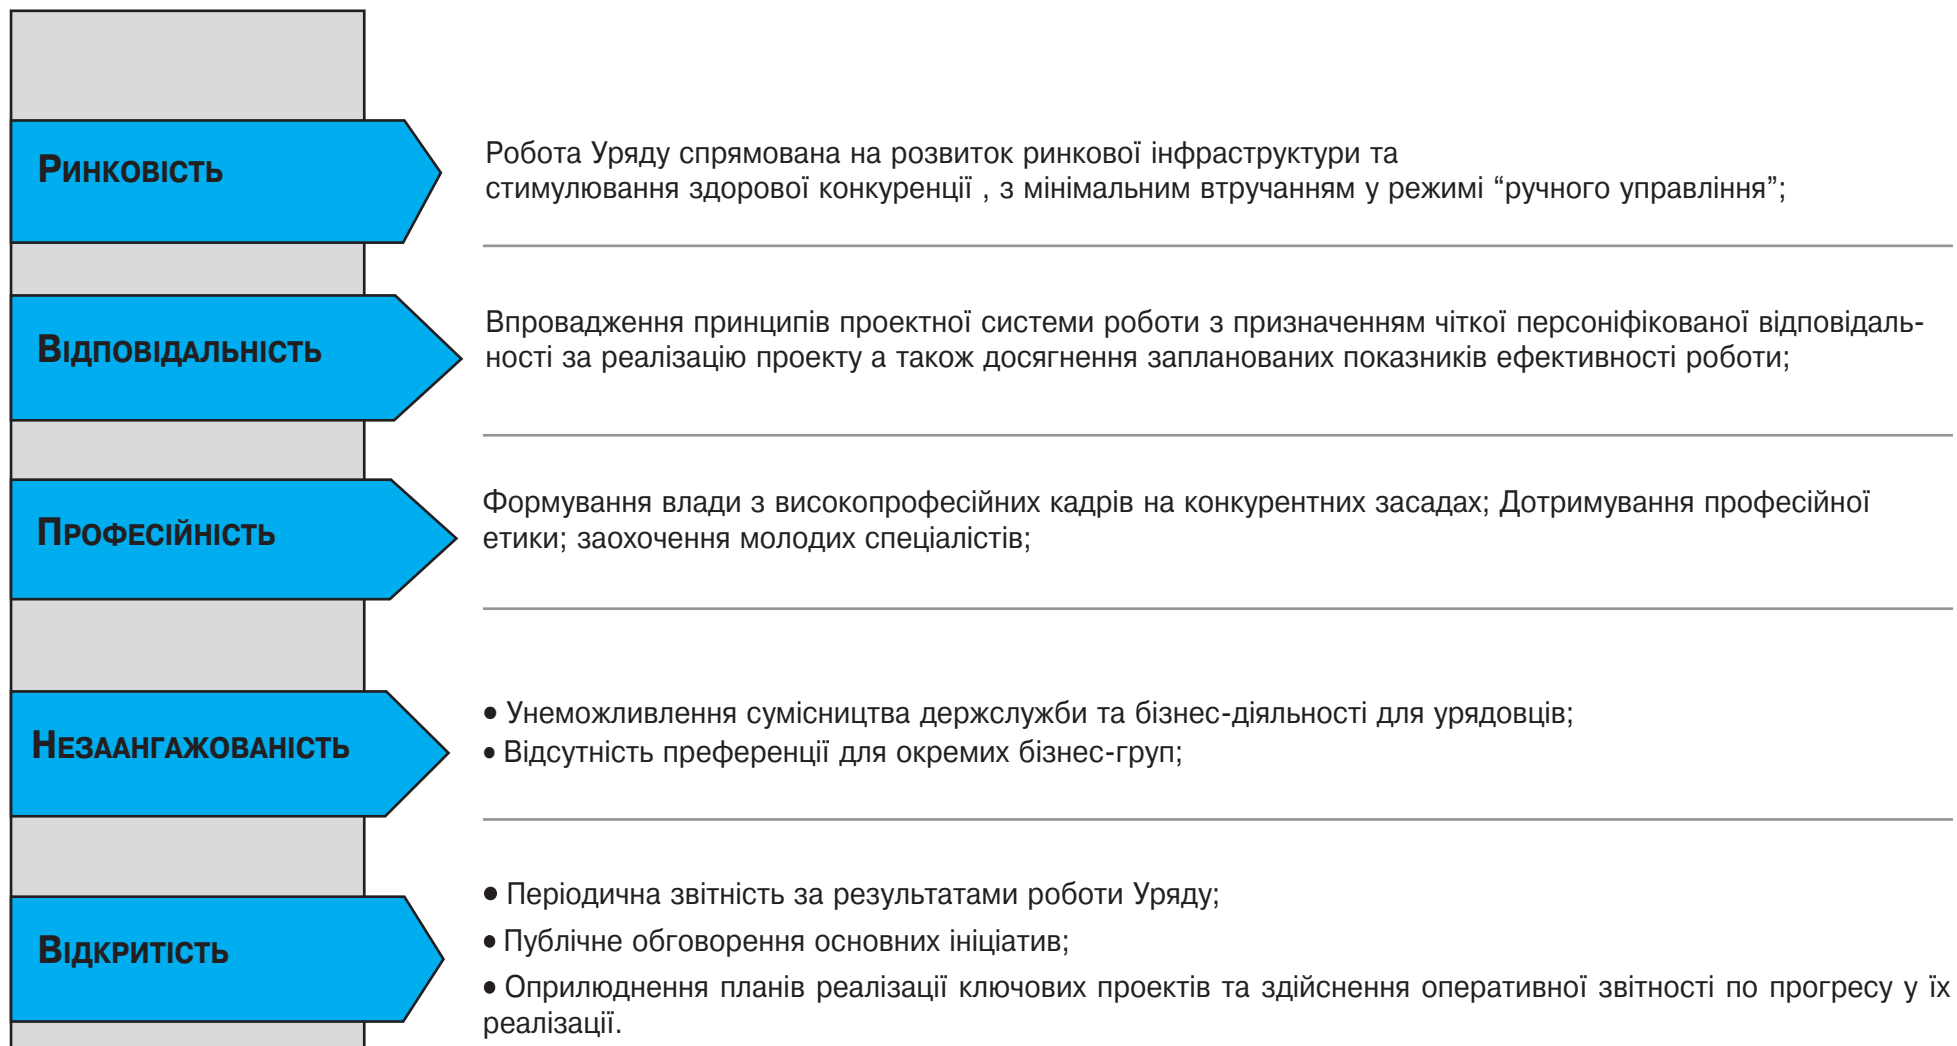 Ринковість
Робота Уряду спрямована на розвиток ринкової інфраструктури та
стимулювання здорової конкуренції , з мінімальним втручанням у режимі “ручного управління”;
Відповідальність
Впровадження принципів проектної системи роботи з призначенням чіткої персоніфікованої відповідаль-
ності за реалізацію проекту а також досягнення запланованих показників ефективності роботи;
Професійність
Формування влади з високопрофесійних кадрів на конкурентних засадах; Дотримування професійної
етики; заохочення молодих спеціалістів;
Незаангажованість
• Унеможливлення сумісництва держслужби та бізнес-діяльності для урядовців;
• Відсутність преференції для окремих бізнес-груп;
Відкритість
• Періодична звітність за результатами роботи Уряду;
• Публічне обговорення основних ініціатив;
• Оприлюднення планів реалізації ключових проектів та здійснення оперативної звітності по прогресу у їх
реалізації.